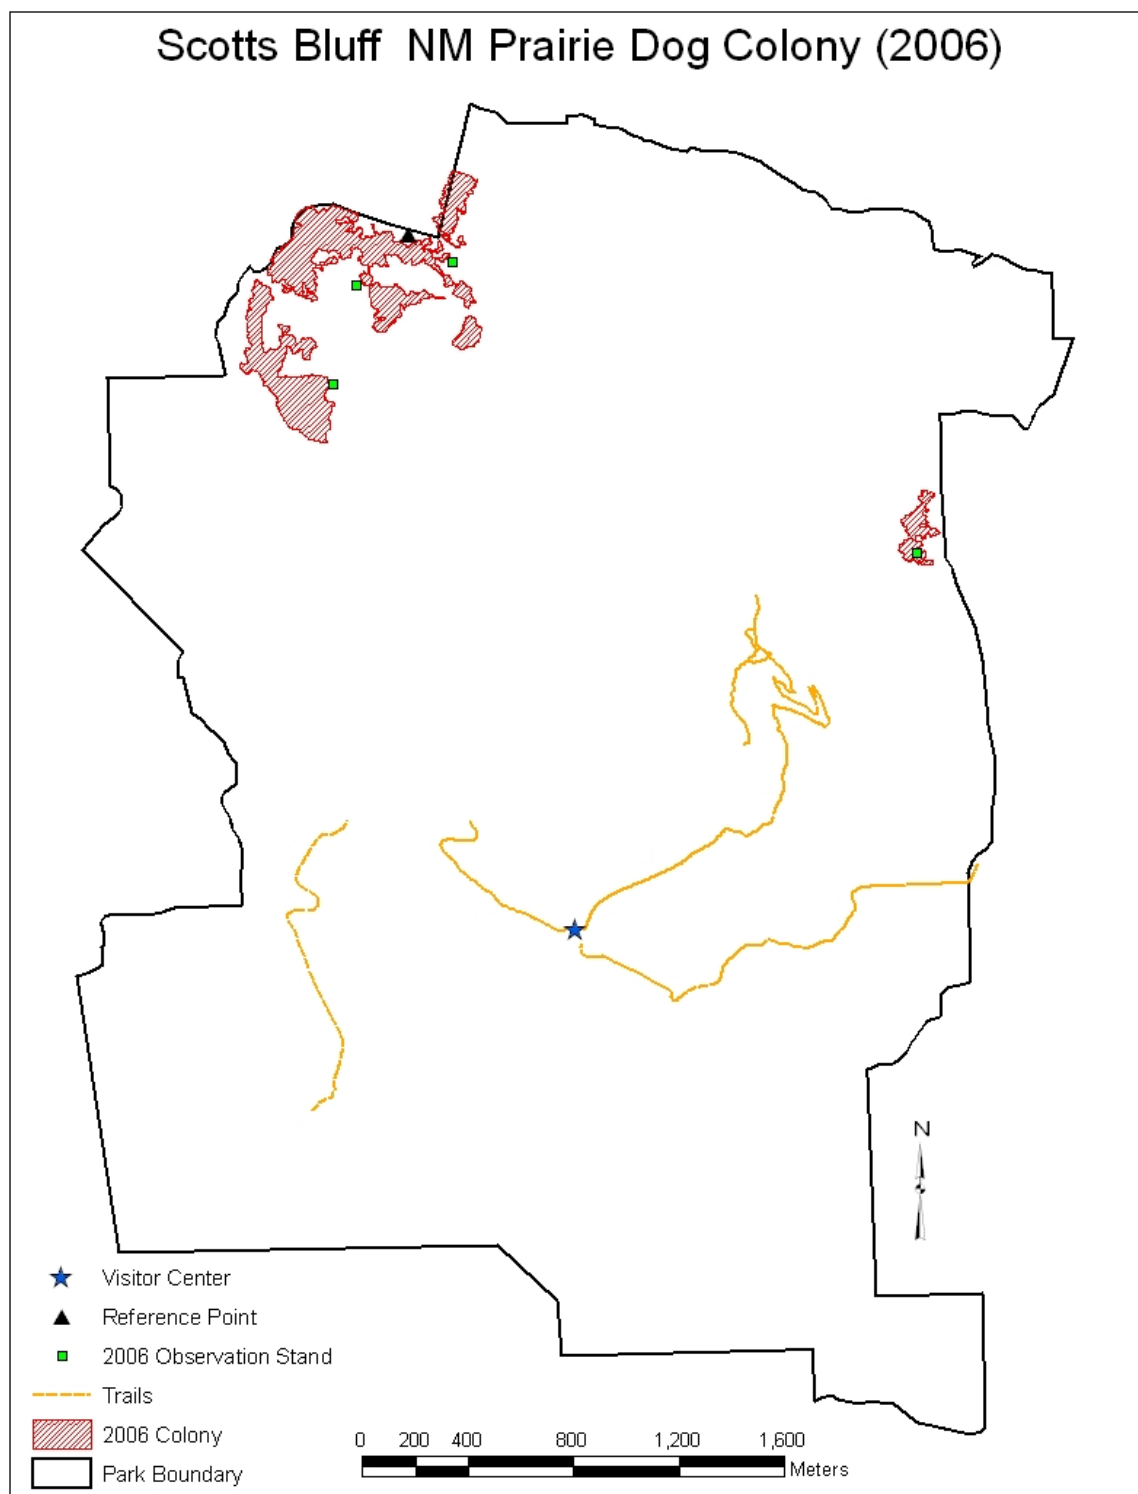 Scotts Bluff NM Prairie Dog Colony (2006)
N
Visitor Center
Reference Point
2006 Observation Stand
Trails
2006 Colony
Park Boundary
0 200 400 800 1,200 1,600
Meters